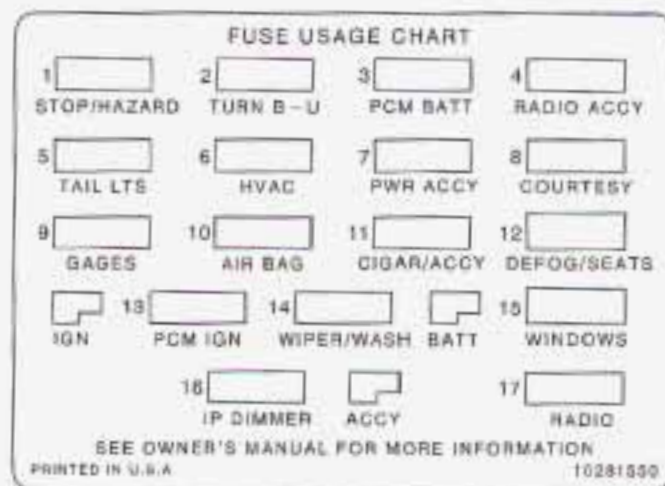 FUSE USAGE CHART
1 2 3 4
STOP/HAZARD TURN B-U PCM BATT RADIO ACCY
5 6 7 8
TAIL LTS HVAC PWR ACCY COURTESY
9 10 11 12
GAGES AIR BAG CIGAR/ACCY DEFOG/SEATS
13 14 15
IGN PCM IGN WIPER/WASH BATT WINDOWS
16 17
IP DIMMER ACCY RADIO
SEE OWNER'S MANUAL FOR MORE INFORMATION
PRINTED IN U.S.A 10281550